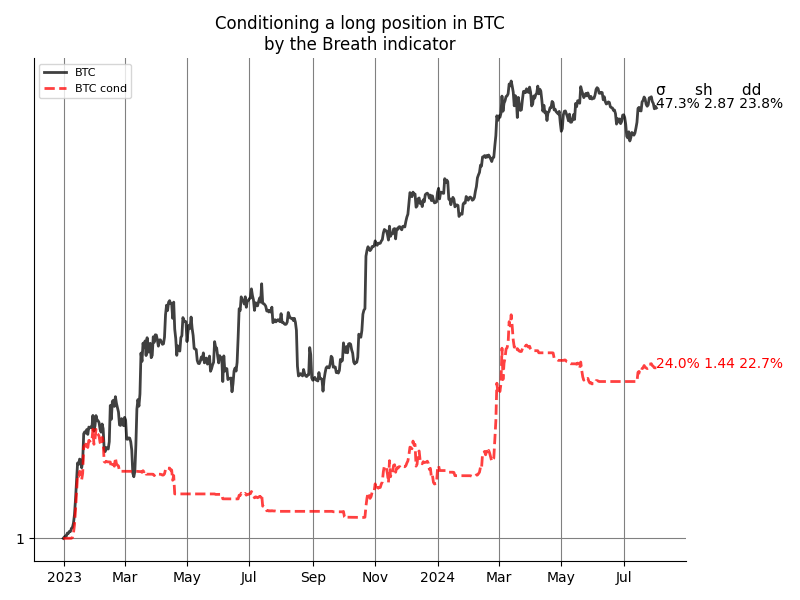 Conditioning a long position in BTC
by the Breath indicator
BTC
BTC cond
σ sh dd
47.3% 2.87 23.8%
24.0% 1.44 22.7%
1
2023 Mar May Jul Sep Nov 2024 Mar May Jul